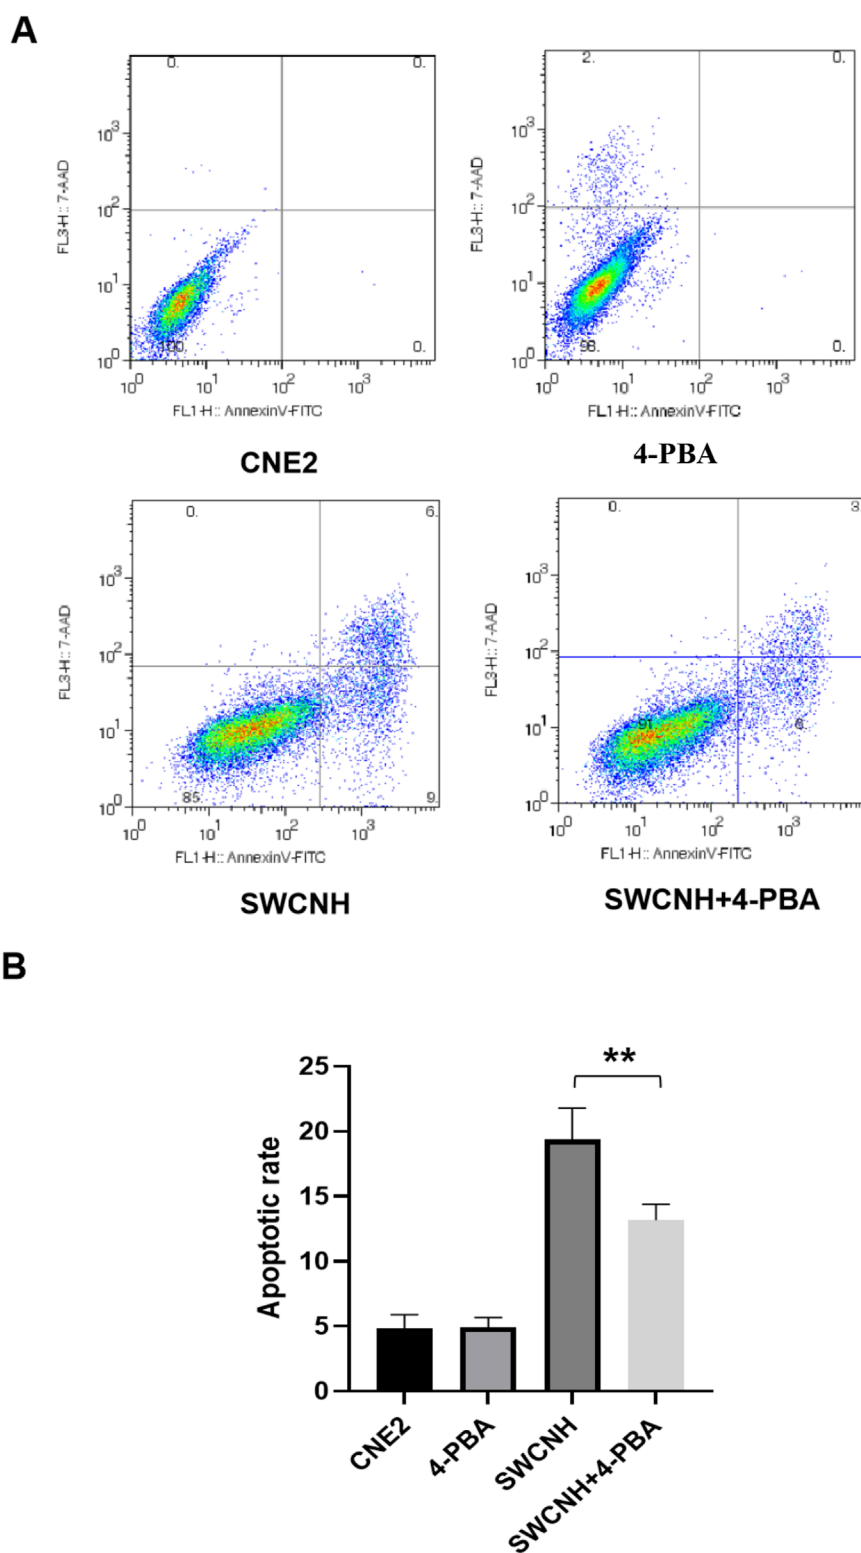 A
0. 0.
10³
10²
10¹
10⁰
FL3-H:: 7-AAD
100. 0.
10⁰ 10¹ 10² 10³
FL1-H:: AnnexinV-FITC
CNE2
2. 0.
10³
10²
10¹
10⁰
FL3-H:: 7-AAD
98. 0.
10⁰ 10¹ 10² 10³
FL1-H:: AnnexinV-FITC
4-PBA
0. 6.
10³
10²
10¹
10⁰
FL3-H:: 7-AAD
85 9.
10⁰ 10¹ 10² 10³
FL1-H:: AnnexinV-FITC
SWCNH
0. 3.
10³
10²
10¹
10⁰
FL3-H:: 7-AAD
91 6.
10⁰ 10¹ 10² 10³
FL1-H:: AnnexinV-FITC
SWCNH+4-PBA
B
**
25
20
15
10
5
0
Apoptotic rate
CNE2
4-PBA
SWCNH
SWCNH+4-PBA